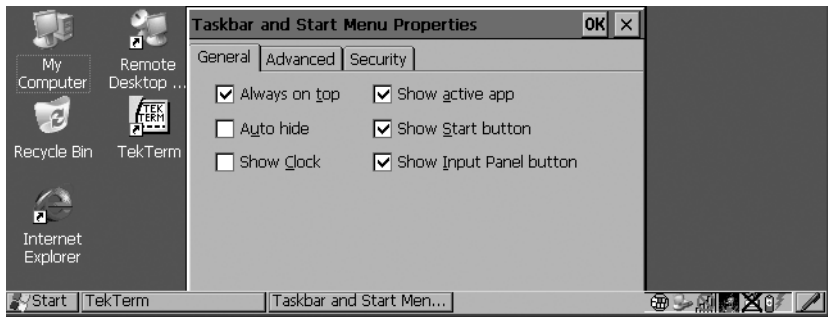 My
Computer
Remote
Desktop ...
Recycle Bin
TEK
TERM
TekTerm
Internet
Explorer
Taskbar and Start Menu Properties
OK
General
Advanced
Security
Always on top
Show active app
Auto hide
Show Start button
Show Clock
Show Input Panel button
Start
TekTerm
Taskbar and Start Men...